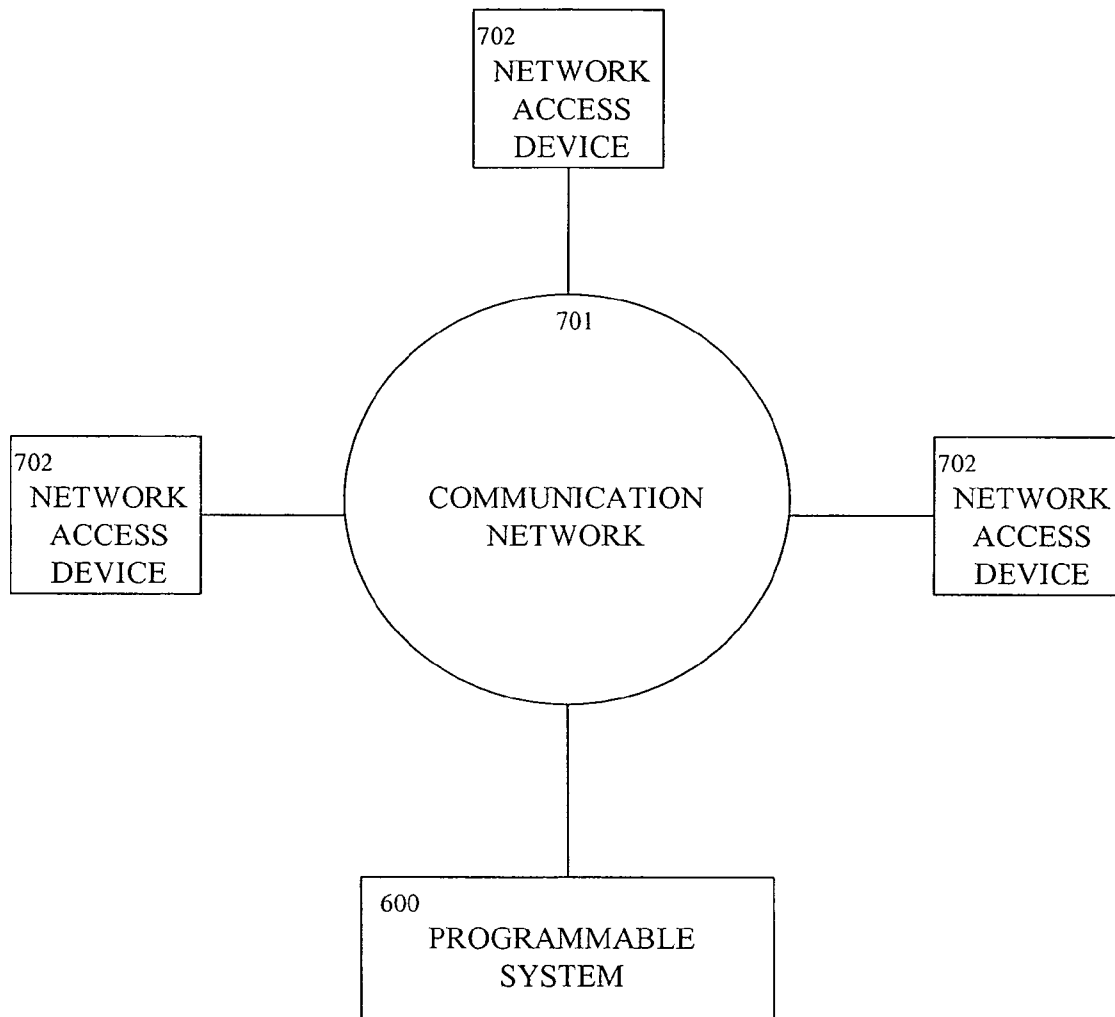 702
NETWORK
ACCESS
DEVICE
701
COMMUNICATION
NETWORK
702
NETWORK
ACCESS
DEVICE
702
NETWORK
ACCESS
DEVICE
600
PROGRAMMABLE
SYSTEM